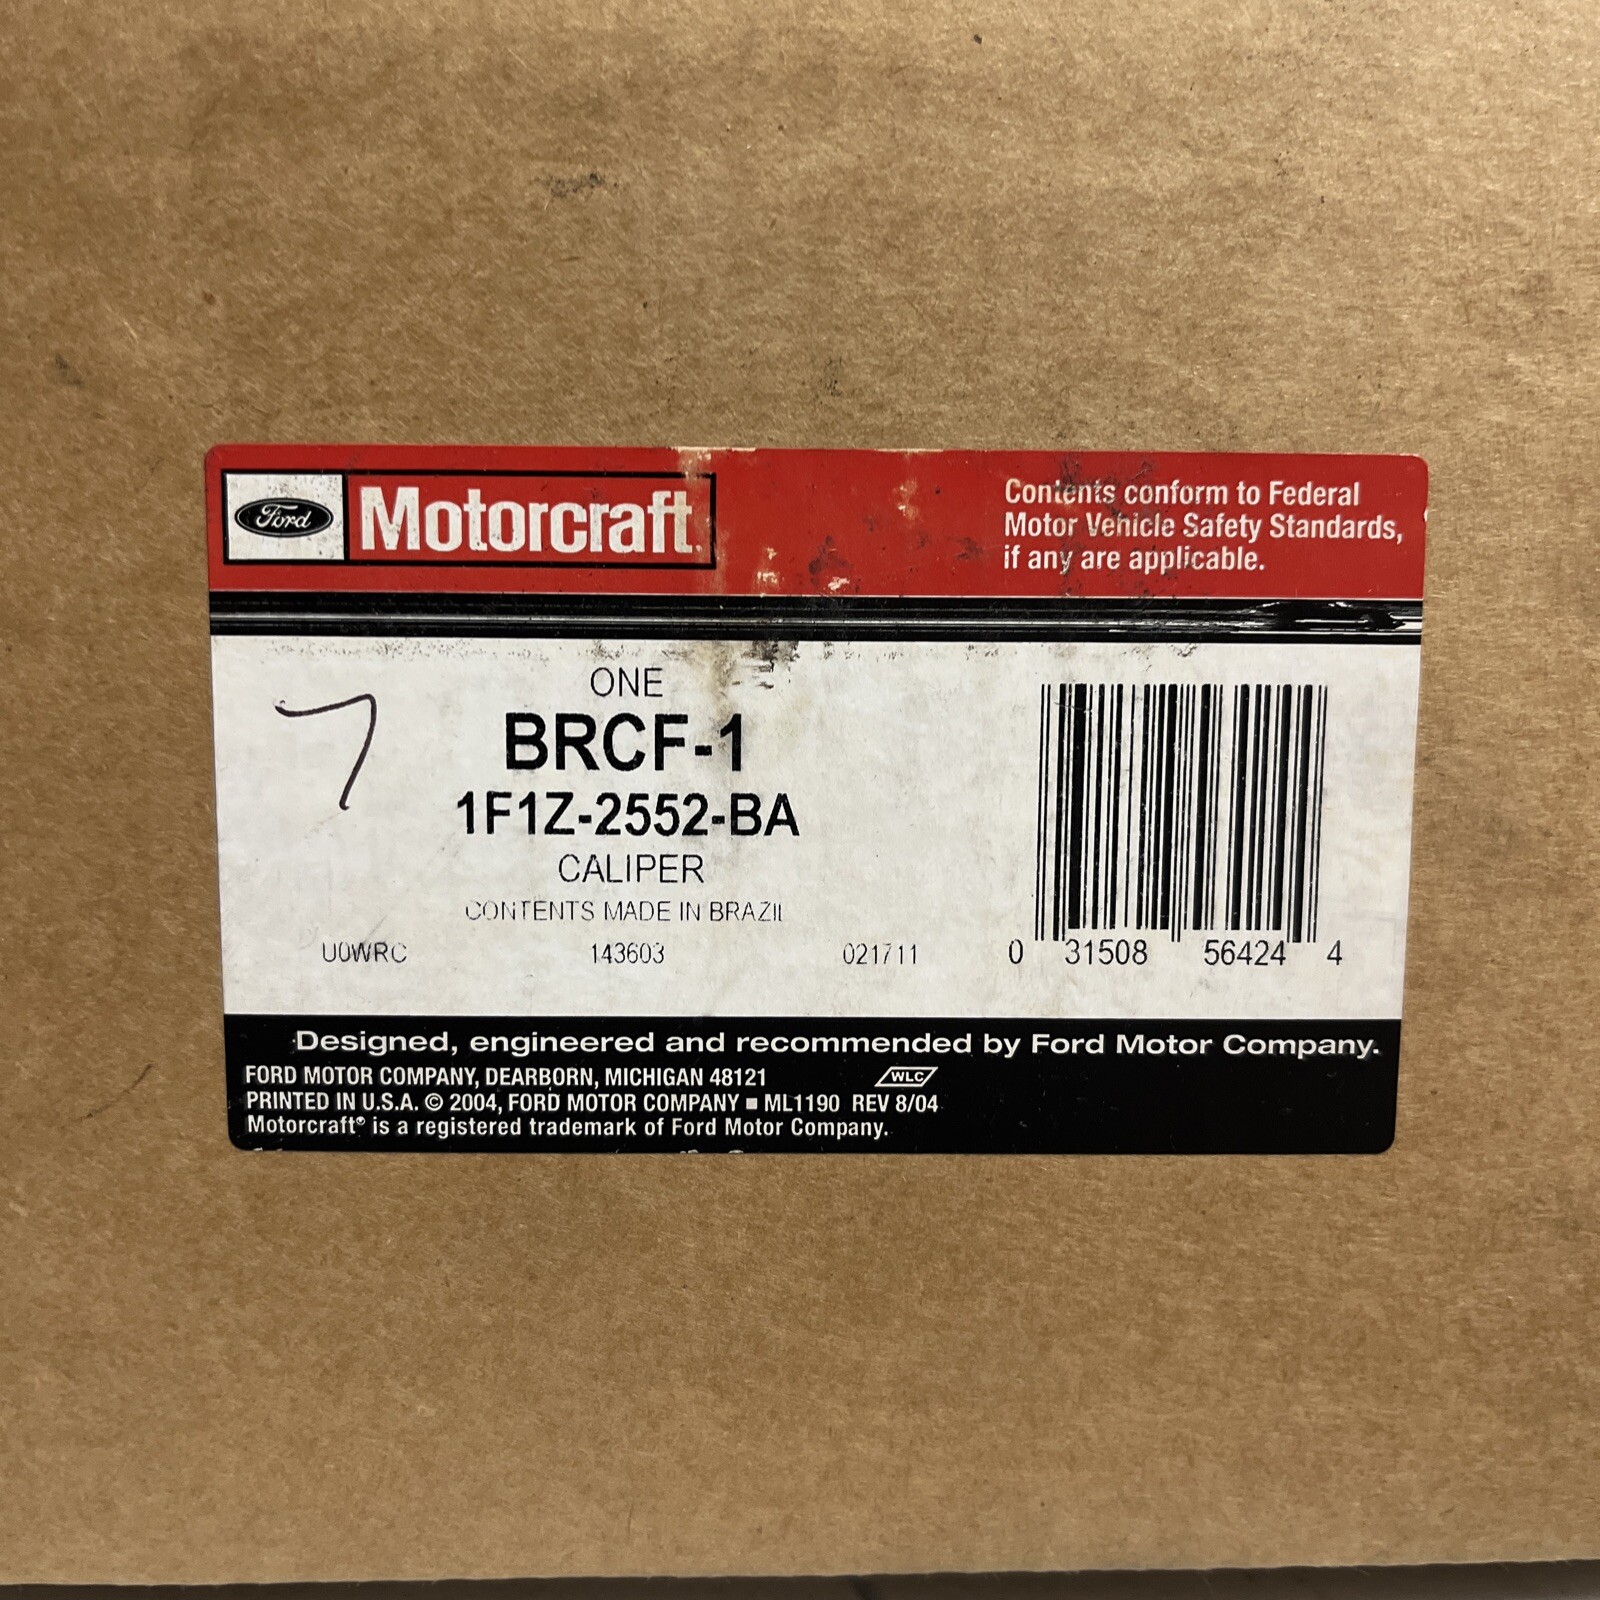 Ford Motorcraft
Contents conform to Federal
Motor Vehicle Safety Standards,
if any are applicable.
7
ONE
BRCF-1
1F1Z-2552-BA
CALIPER
CONTENTS MADE IN BRAZIL
U0WRC 143603 021711
0 31508 56424 4
Designed, engineered and recommended by Ford Motor Company.
FORD MOTOR COMPANY, DEARBORN, MICHIGAN 48121 WLC
PRINTED IN U.S.A. © 2004, FORD MOTOR COMPANY ■ ML1190 REV 8/04
Motorcraft® is a registered trademark of Ford Motor Company.